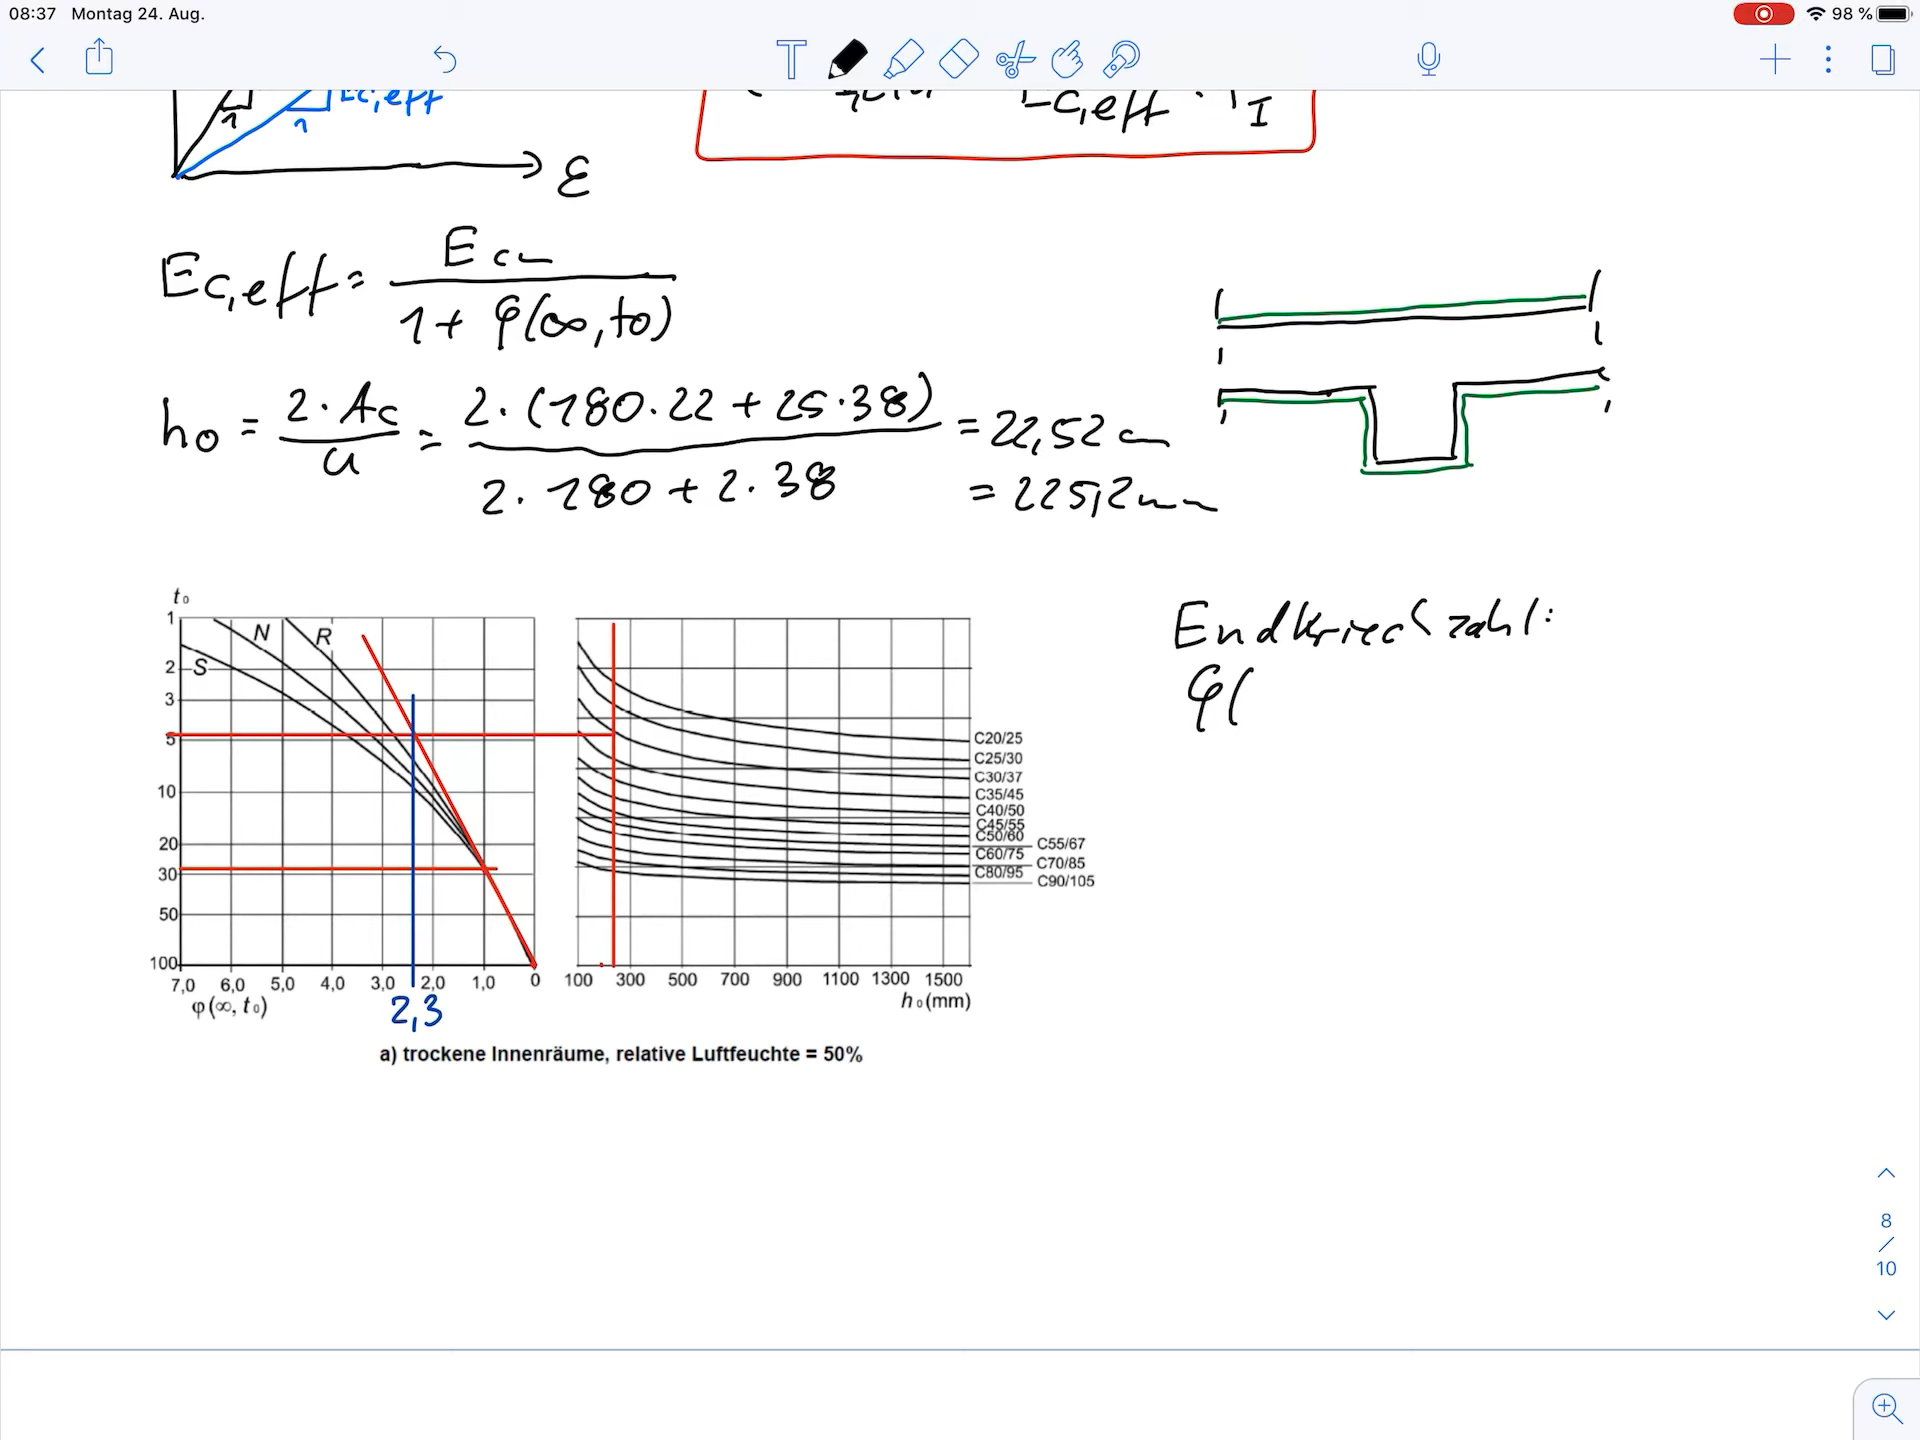 08:37 Montag 24. Aug.
98 %
T
1
1
Ec,eff
Ec,eff · I_I
ε
Ec,eff = Ecm / (1 + φ(∞, t0))
h0 = 2·Ac / u = 2·(180·22 + 25·38) / (2·180 + 2·38) = 22,52 cm
= 225,2 mm
Endkriechzahl:
φ(
t₀
1
2
3
5
10
20
30
50
100
S
N
R
7,0 6,0 5,0 4,0 3,0 2,0 1,0 0
φ (∞, t₀)
2,3
C20/25
C25/30
C30/37
C35/45
C40/50
C45/55
C50/60
C55/67
C60/75
C70/85
C80/95
C90/105
100 300 500 700 900 1100 1300 1500
h₀ (mm)
a) trockene Innenräume, relative Luftfeuchte = 50%
8
/
10